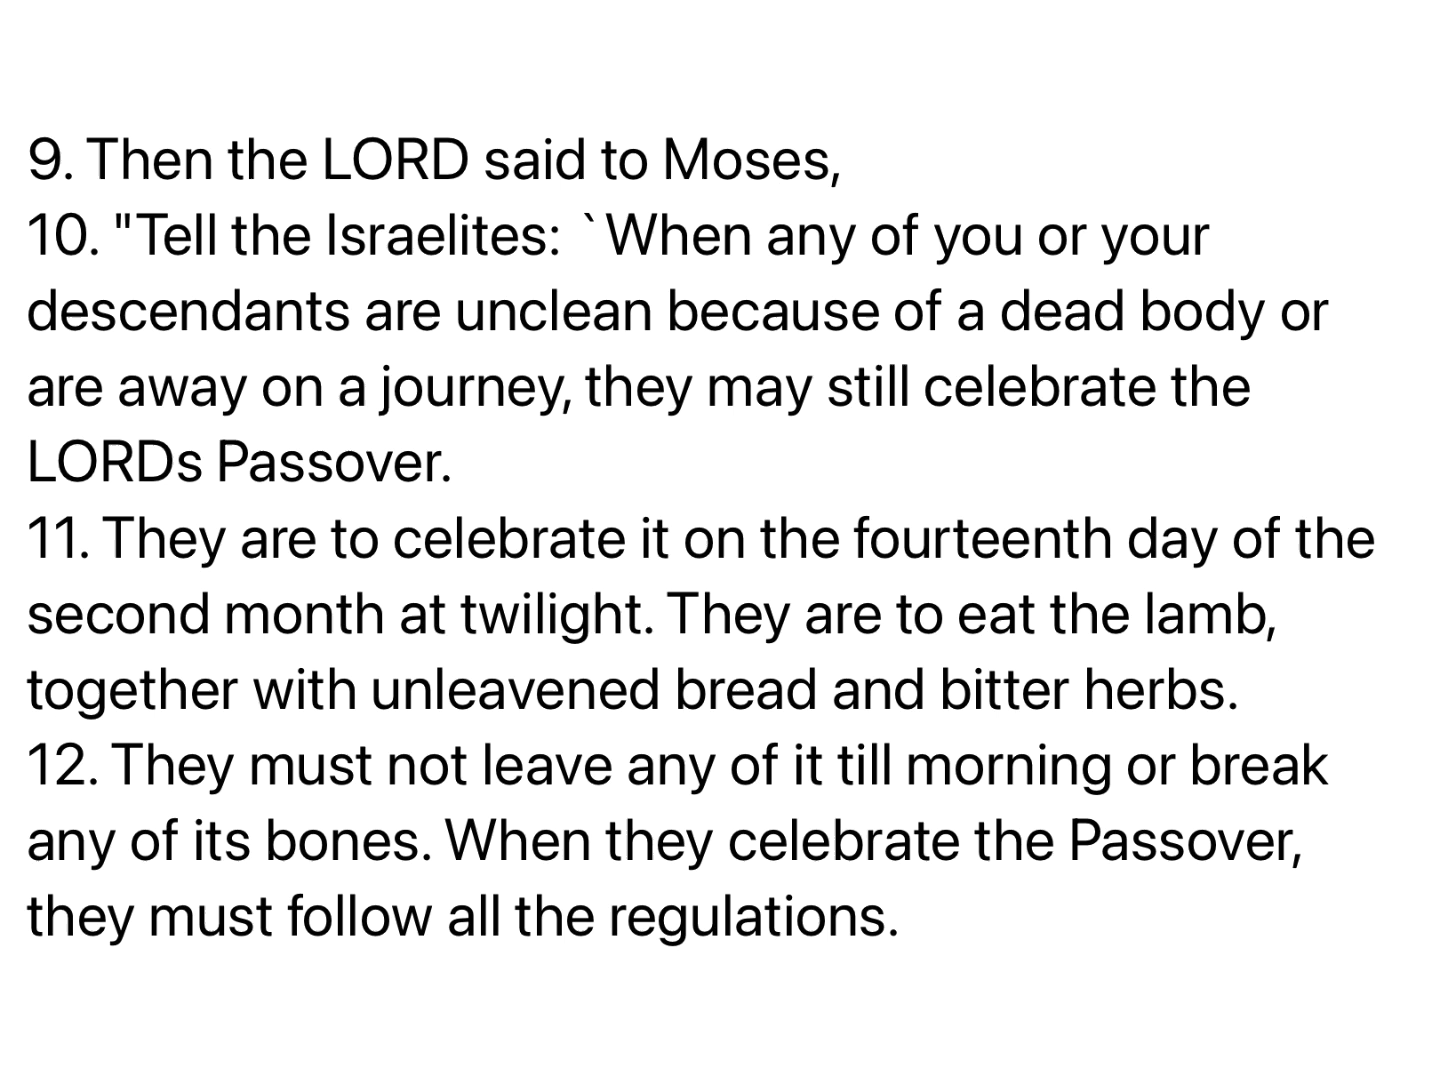 9. Then the LORD said to Moses,
10. "Tell the Israelites: `When any of you or your
descendants are unclean because of a dead body or
are away on a journey, they may still celebrate the
LORDs Passover.
11. They are to celebrate it on the fourteenth day of the
second month at twilight. They are to eat the lamb,
together with unleavened bread and bitter herbs.
12. They must not leave any of it till morning or break
any of its bones. When they celebrate the Passover,
they must follow all the regulations.